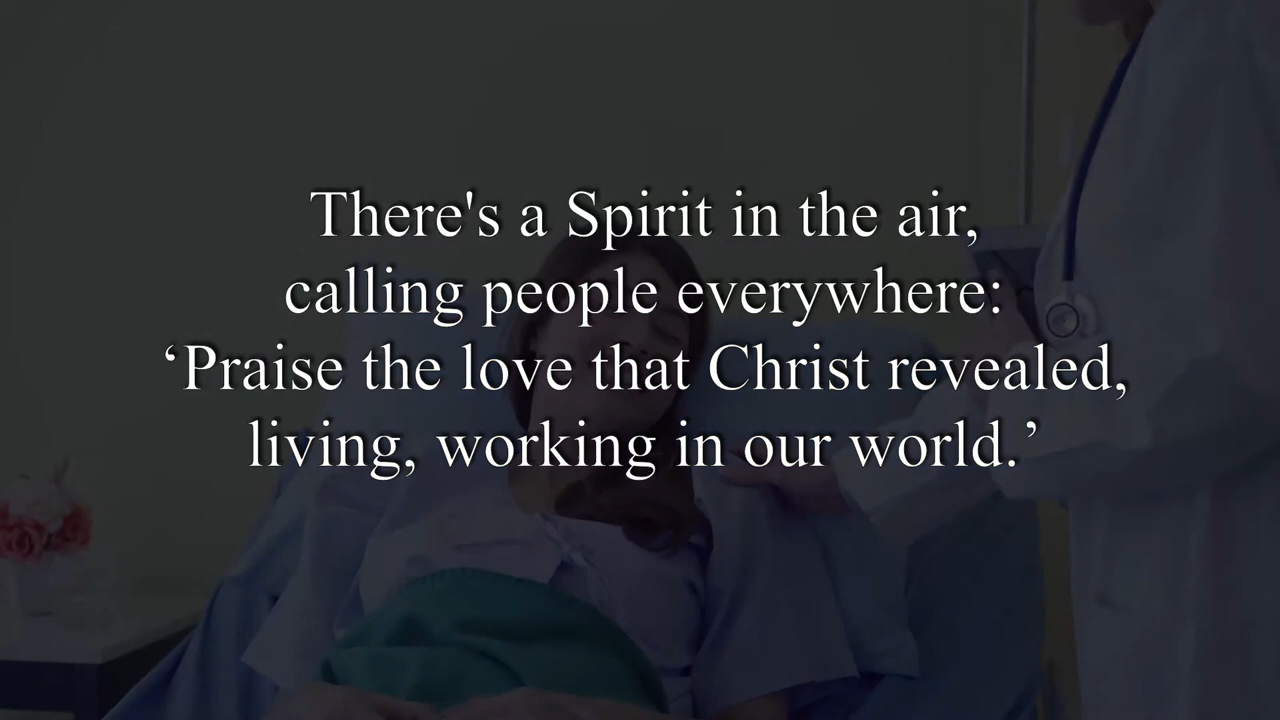 There's a Spirit in the air,
calling people everywhere:
‘Praise the love that Christ revealed,
living, working in our world.’